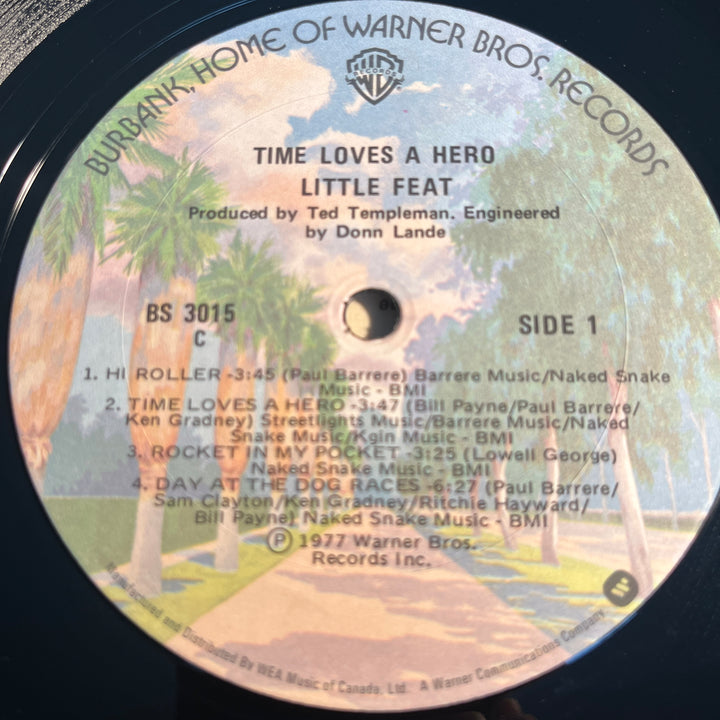 BURBANK, HOME OF WARNER BROS. RECORDS
RECORDS
TIME LOVES A HERO
LITTLE FEAT
Produced by Ted Templeman. Engineered
by Donn Lande
BS 3015
C
SIDE 1
1. HI ROLLER -3:45 (Paul Barrere) Barrere Music/Naked Snake
Music - BMI
2. TIME LOVES A HERO -3:47 (Bill Payne/Paul Barrere/
Ken Gradney) Streetlights Music/Barrere Music/Naked
Snake Music/Kgin Music - BMI
3. ROCKET IN MY POCKET -3:25 (Lowell George)
Naked Snake Music - BMI
4. DAY AT THE DOG RACES -6:27 (Paul Barrere/
Sam Clayton/Ken Gradney/Ritchie Hayward/
Bill Payne) Naked Snake Music - BMI
Ⓟ 1977 Warner Bros.
Records Inc.
Manufactured and Distributed By WEA Music of Canada, Ltd. A Warner Communications Company